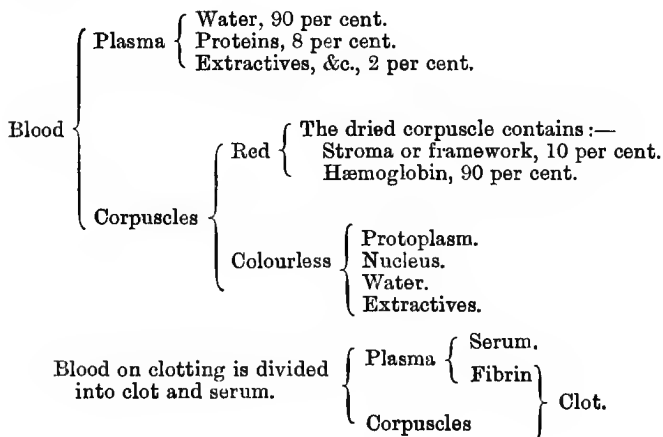 Water, 90 per cent.
Plasma Proteins, 8 per cent.
Extractives, &c., 2 per cent.
Blood
Red The dried corpuscle contains:—
Stroma or framework, 10 per cent.
Hæmoglobin, 90 per cent.
Corpuscles
Protoplasm.
Colourless Nucleus.
Water.
Extractives.
Blood on clotting is divided
into clot and serum.
Plasma Serum.
Fibrin
Clot.
Corpuscles